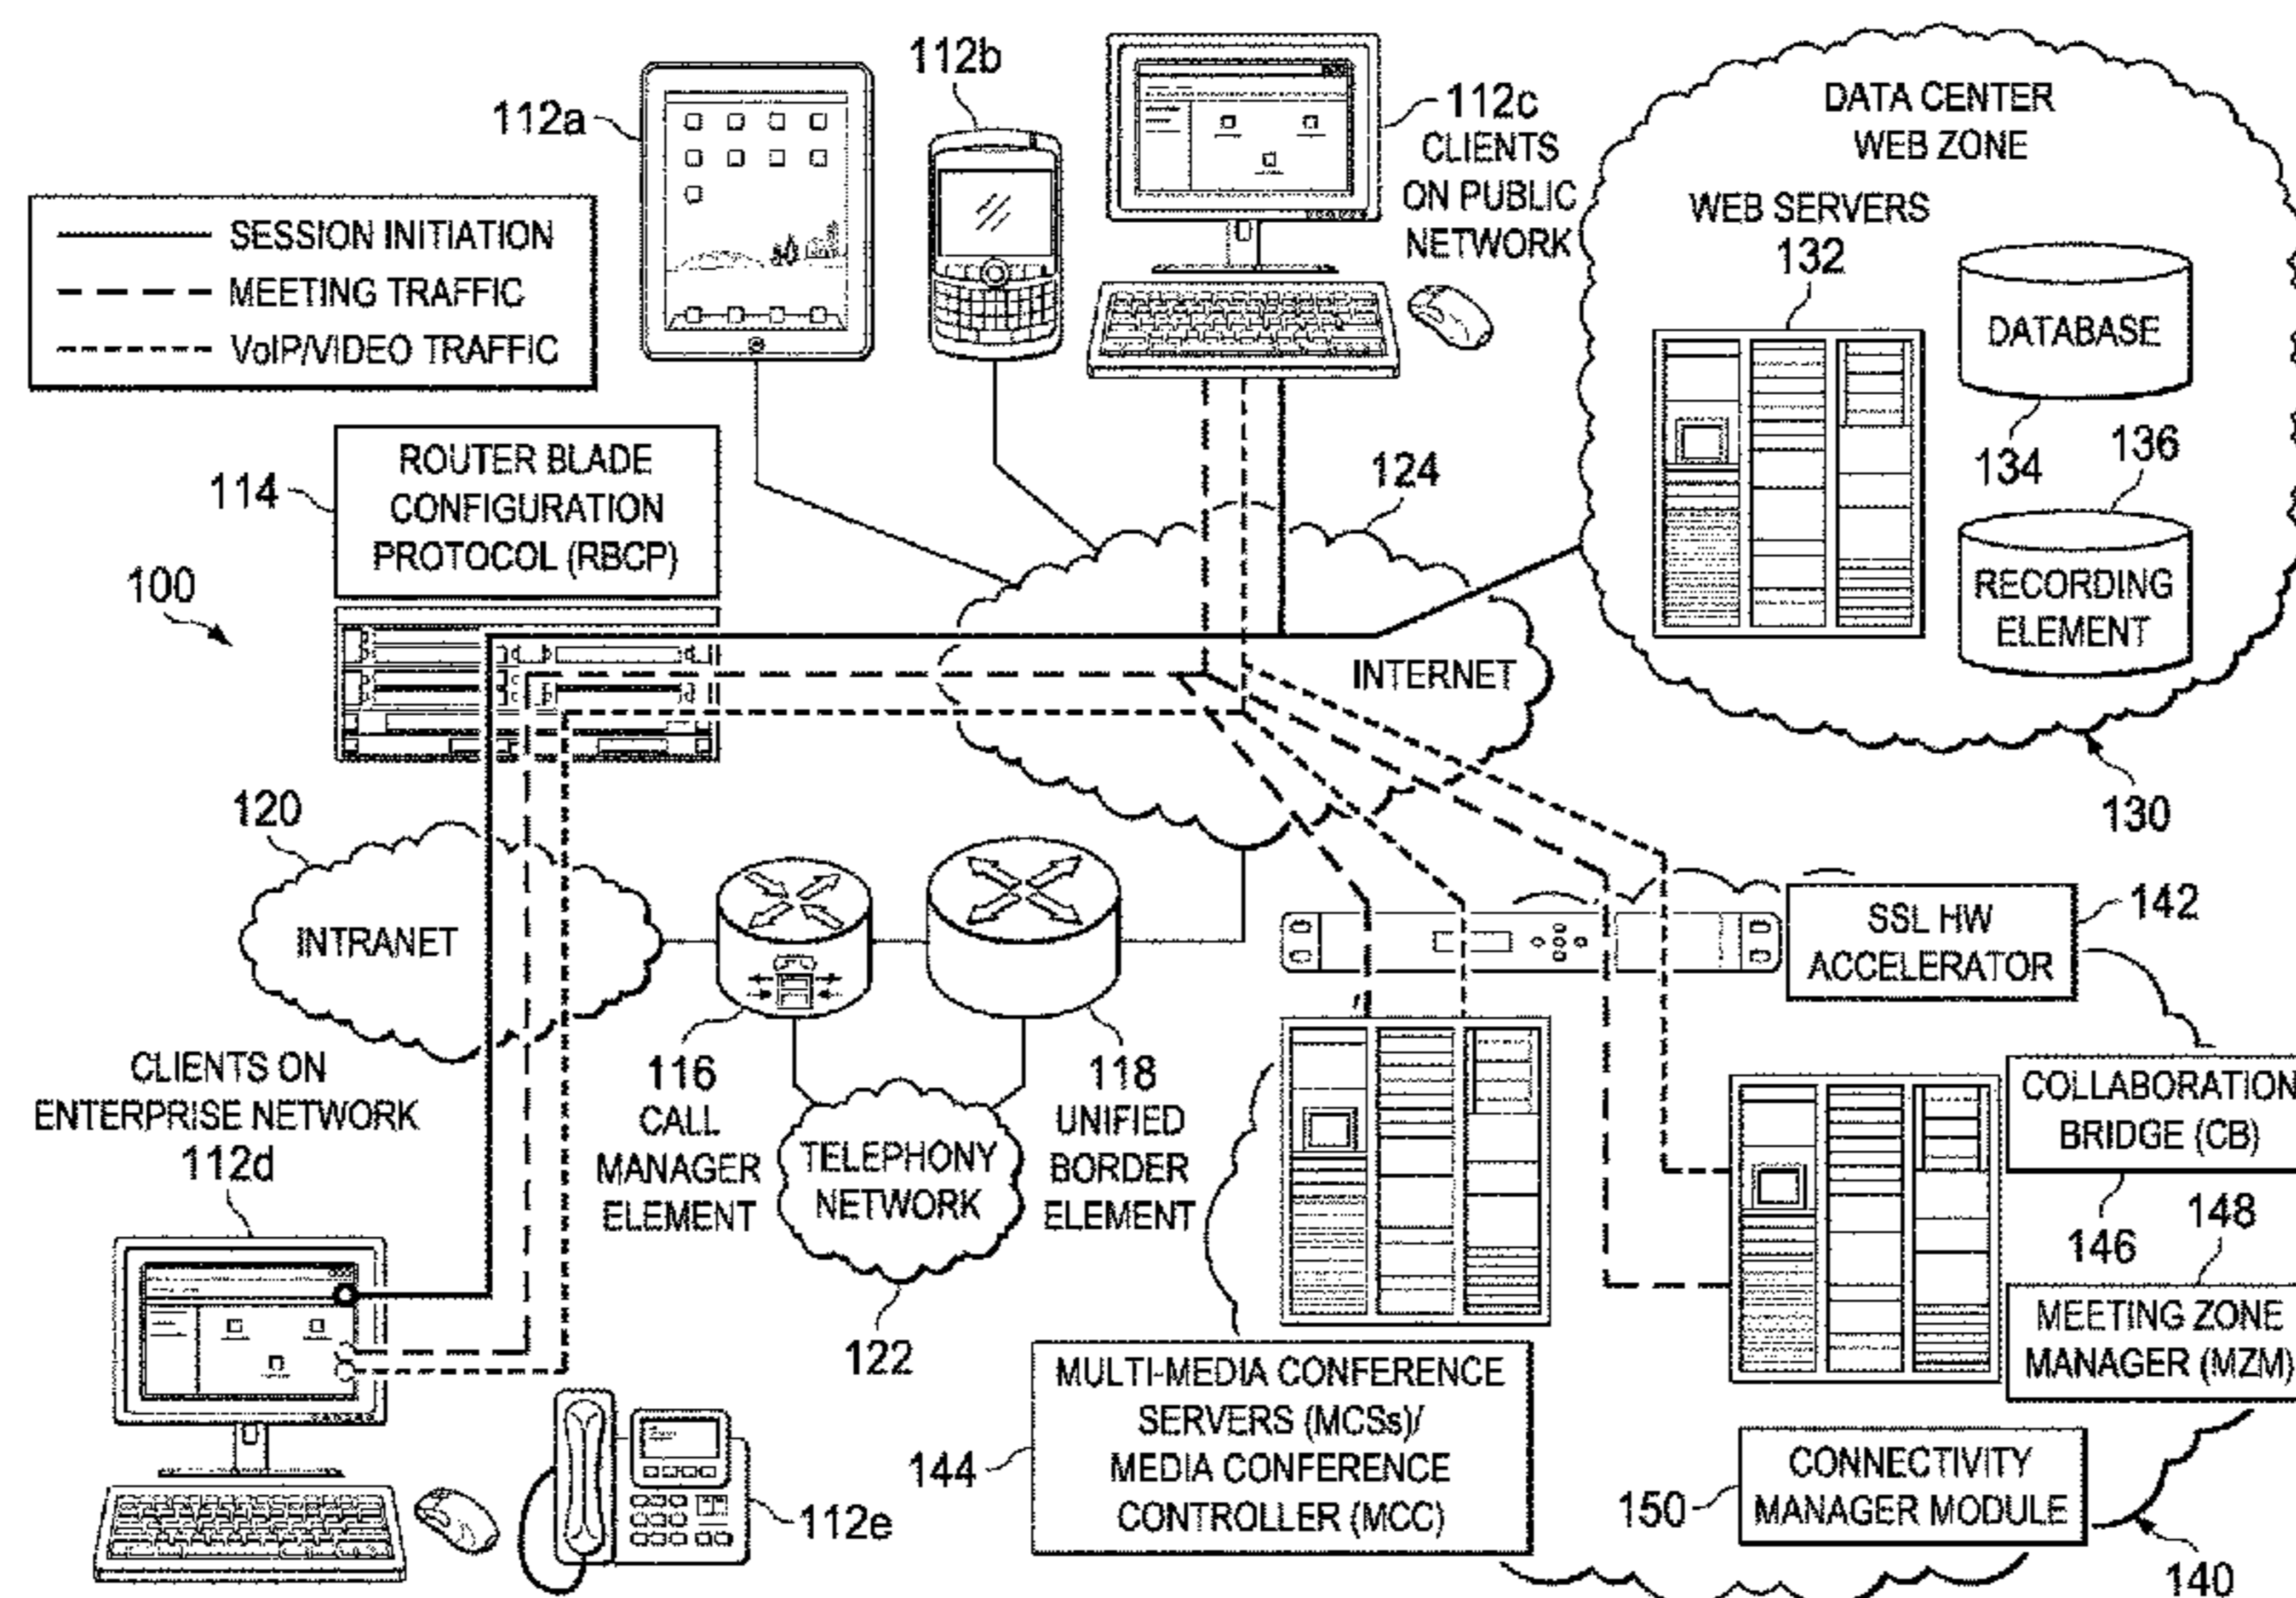 112a
112b
112c
CLIENTS
ON PUBLIC
NETWORK
DATA CENTER
WEB ZONE
WEB SERVERS
132
DATABASE
134
136
RECORDING
ELEMENT
130
SESSION INITIATION
MEETING TRAFFIC
VoIP/VIDEO TRAFFIC
114
ROUTER BLADE
CONFIGURATION
PROTOCOL (RBCP)
100
124
INTERNET
120
INTRANET
116
CALL
MANAGER
ELEMENT
118
UNIFIED
BORDER
ELEMENT
TELEPHONY
NETWORK
122
CLIENTS ON
ENTERPRISE NETWORK
112d
112e
SSL HW
ACCELERATOR
142
COLLABORATION
BRIDGE (CB)
146
148
MEETING ZONE
MANAGER (MZM)
144
MULTI-MEDIA CONFERENCE
SERVERS (MCSs)/
MEDIA CONFERENCE
CONTROLLER (MCC)
150
CONNECTIVITY
MANAGER MODULE
140